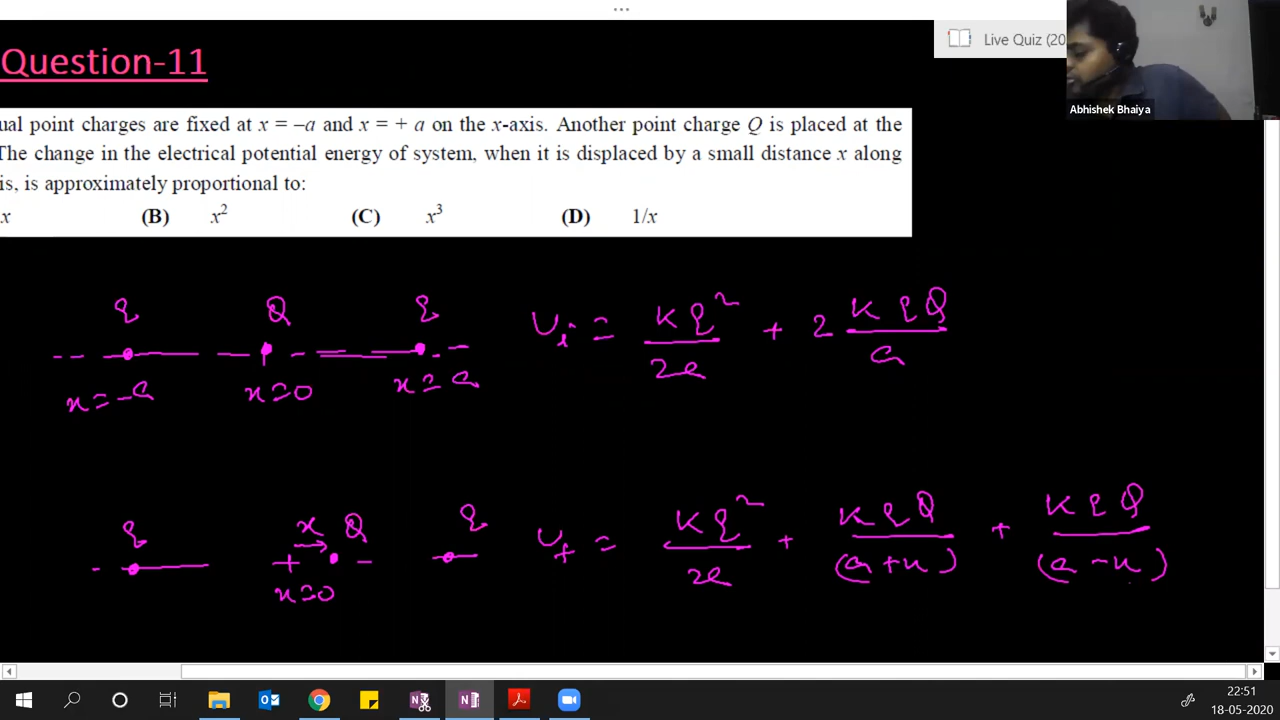 Live Quiz (20
Question-11
Abhishek Bhaiya
ual point charges are fixed at x = –a and x = + a on the x-axis. Another point charge Q is placed at the
The change in the electrical potential energy of system, when it is displaced by a small distance x along
is, is approximately proportional to:
x (B) x² (C) x³ (D) 1/x
q Q q
U_i = Kq²/2a + 2 KqQ/a
x=-a x=0 x=a
q x Q q
U_f = Kq²/2a + KqQ/(a+x) + KqQ/(a-x)
x=0
22:51
18-05-2020